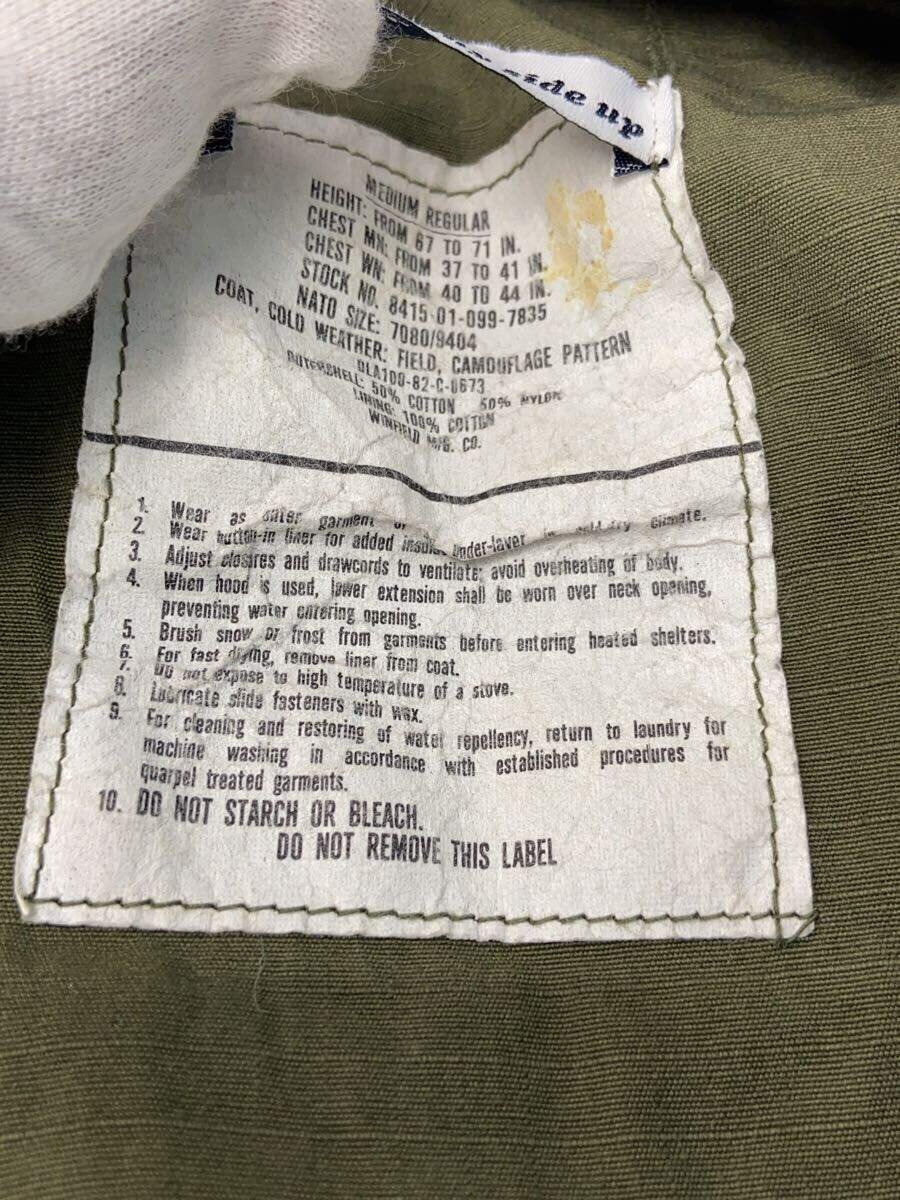 side up
MEDIUM REGULAR
HEIGHT: FROM 67 TO 71 IN.
CHEST MN: FROM 37 TO 41 IN.
CHEST WN: FROM 40 TO 44 IN.
STOCK NO. 8415-01-099-7835
NATO SIZE: 7080/9404
COAT, COLD WEATHER: FIELD, CAMOUFLAGE PATTERN
DLA100-82-C-0673
OUTERSHELL: 50% COTTON 50% NYLON
LINING: 100% COTTON
WINFIELD MFG. CO.
1. Wear as outer garment or under-layer in cold-dry climate.
2. Wear button-in liner for added
3. Adjust closures and drawcords to ventilate; avoid overheating of body.
4. When hood is used, lower extension shall be worn over neck opening,
preventing water entering opening.
5. Brush snow or frost from garments before entering heated shelters.
6. For fast drying, remove liner from coat.
7. Do not expose to high temperature of a stove.
8. Lubricate slide fasteners with wax.
9. For cleaning and restoring of water repellency, return to laundry for
machine washing in accordance with established procedures for
quarpel treated garments.
10. DO NOT STARCH OR BLEACH.
DO NOT REMOVE THIS LABEL